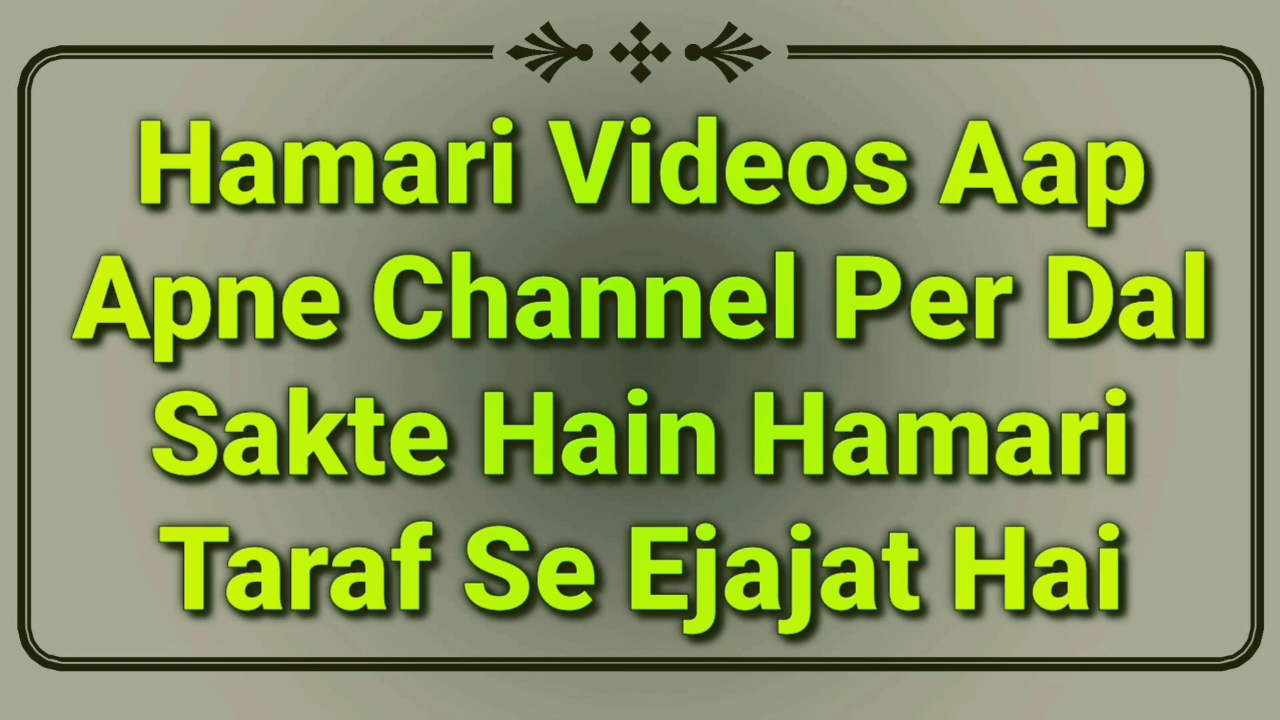 Hamari Videos Aap
Apne Channel Per Dal
Sakte Hain Hamari
Taraf Se Ejajat Hai